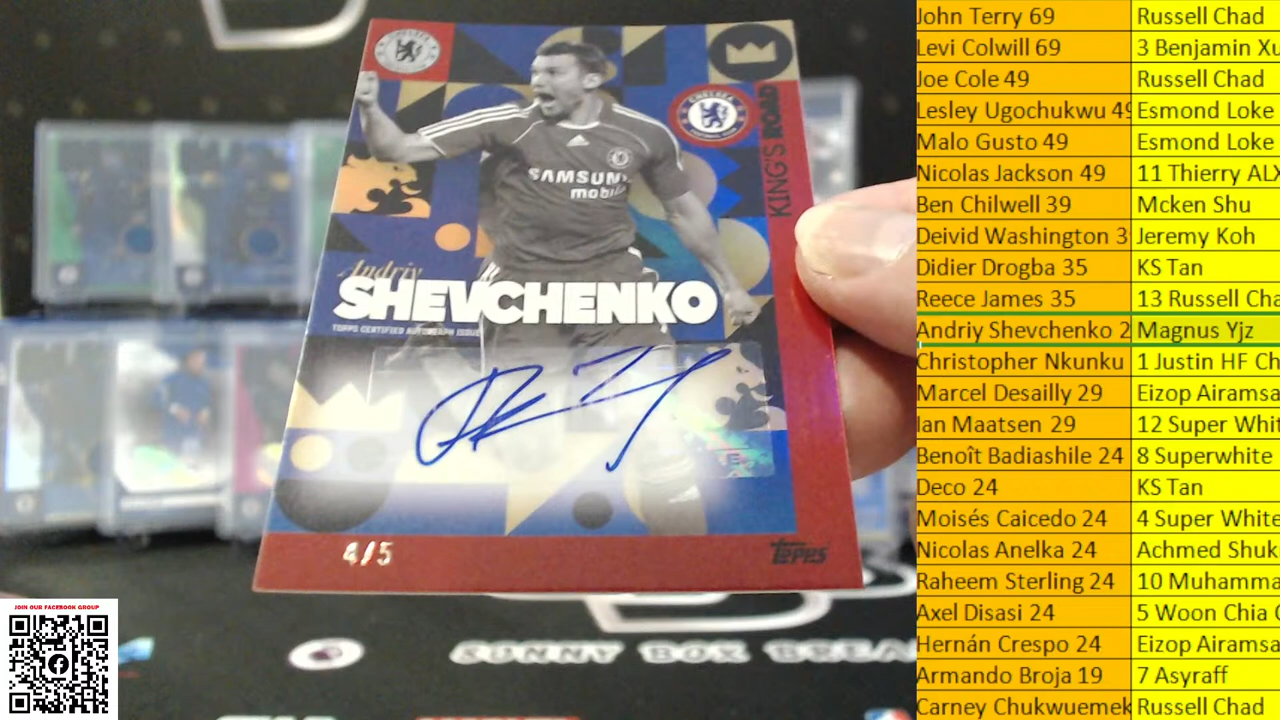 CHELSEA
FOOTBALL CLUB
KING'S ROAD
SAMSUNG
mobile
Andriy
SHEVCHENKO
TOPPS CERTIFIED AUTOGRAPH ISSUE
4/5
Topps
SONNY BOX BREA
JOIN OUR FACEBOOK GROUP
John Terry 69 Russell Chad
Levi Colwill 69 3 Benjamin Xu
Joe Cole 49 Russell Chad
Lesley Ugochukwu 49 Esmond Loke
Malo Gusto 49 Esmond Loke
Nicolas Jackson 49 11 Thierry ALX
Ben Chilwell 39 Mcken Shu
Deivid Washington 3 Jeremy Koh
Didier Drogba 35 KS Tan
Reece James 35 13 Russell Cha
Andriy Shevchenko 2 Magnus Yjz
Christopher Nkunku 1 Justin HF Ch
Marcel Desailly 29 Eizop Airamsa
Ian Maatsen 29 12 Super Whit
Benoît Badiashile 24 8 Superwhite
Deco 24 KS Tan
Moisés Caicedo 24 4 Super White
Nicolas Anelka 24 Achmed Shuk
Raheem Sterling 24 10 Muhamma
Axel Disasi 24 5 Woon Chia
Hernán Crespo 24 Eizop Airamsa
Armando Broja 19 7 Asyraff
Carney Chukwuemek Russell Chad